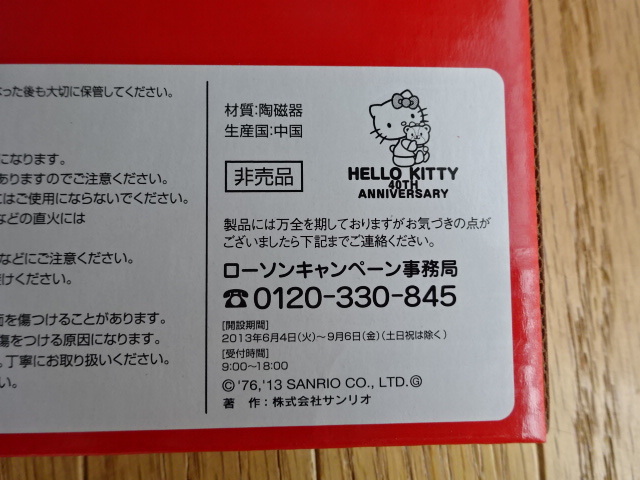 った後も大切に保管してください。
になります。
ありますのでご注意ください。
はご使用にならないでください。
などの直火には
などにご注意ください。
けください。
面を傷つけることがあります。
傷をつける原因になります。
。丁寧にお取り扱いください。
い。
材質:陶磁器
生産国:中国
非売品
HELLO KITTY
40TH
ANNIVERSARY
製品には万全を期しておりますがお気づきの点が
ございましたら下記までご連絡ください。
ローソンキャンペーン事務局
☎0120-330-845
[開設期間]
2013年6月4日(火)〜9月6日(金)(土日祝は除く)
[受付時間]
9:00〜18:00
©'76,'13 SANRIO CO., LTD.Ⓖ
著 作:株式会社サンリオ